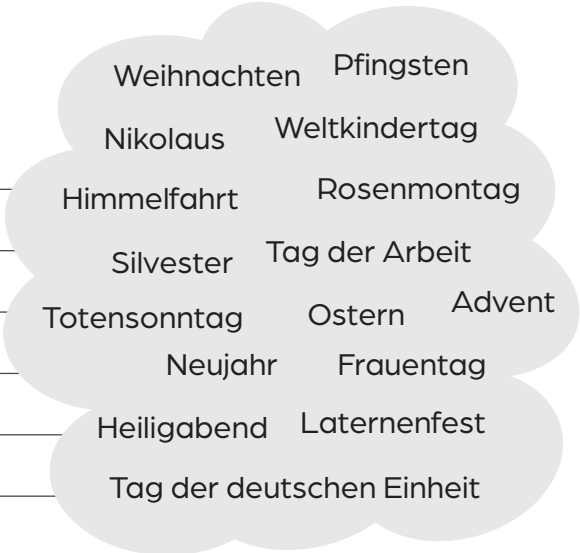 Weihnachten Pfingsten
Nikolaus Weltkindertag
Himmelfahrt Rosenmontag
Silvester Tag der Arbeit
Totensonntag Ostern Advent
Neujahr Frauentag
Heiligabend Laternenfest
Tag der deutschen Einheit